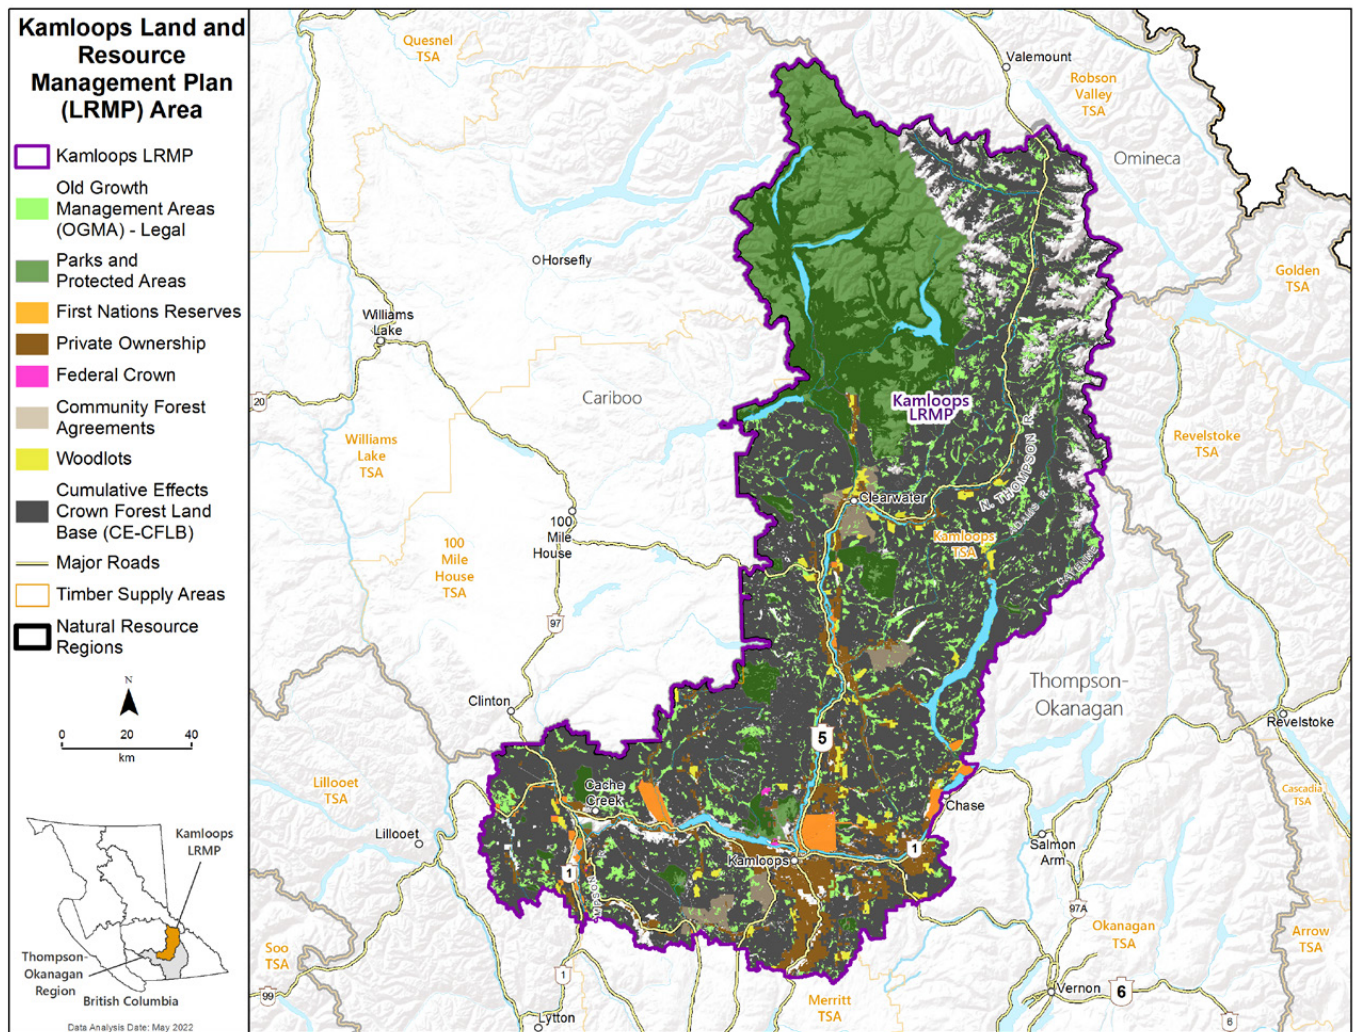 Kamloops Land and
Resource
Management Plan
(LRMP) Area
Kamloops LRMP
Old Growth
Management Areas
(OGMA) - Legal
Parks and
Protected Areas
First Nations Reserves
Private Ownership
Federal Crown
Community Forest
Agreements
Woodlots
Cumulative Effects
Crown Forest Land
Base (CE-CFLB)
Major Roads
Timber Supply Areas
Natural Resource
Regions
N
0 20 40
km
Kamloops
LRMP
Thompson-
Okanagan
Region
British Columbia
Data Analysis Date: May 2022
Quesnel
TSA
Valemount
Robson
Valley
TSA
Omineca
Horsefly
Golden
TSA
Williams
Lake
Cariboo
Kamloops
LRMP
20
Williams
Lake
TSA
Revelstoke
TSA
N. THOMPSON R.
ADAMS R.
Clearwater
100
Mile
House
Kamloops
TSA
100
Mile
House
TSA
97
Thompson-
Okanagan
Clinton
Revelstoke
5
Lillooet
TSA
Cache
Creek
Chase
Cascadia
TSA
Lillooet
Salmon
Arm
Kamloops
1
1
97A
Okanagan
TSA
Arrow
TSA
Soo
TSA
1
99
Merritt
TSA
Vernon
6
6
Lytton